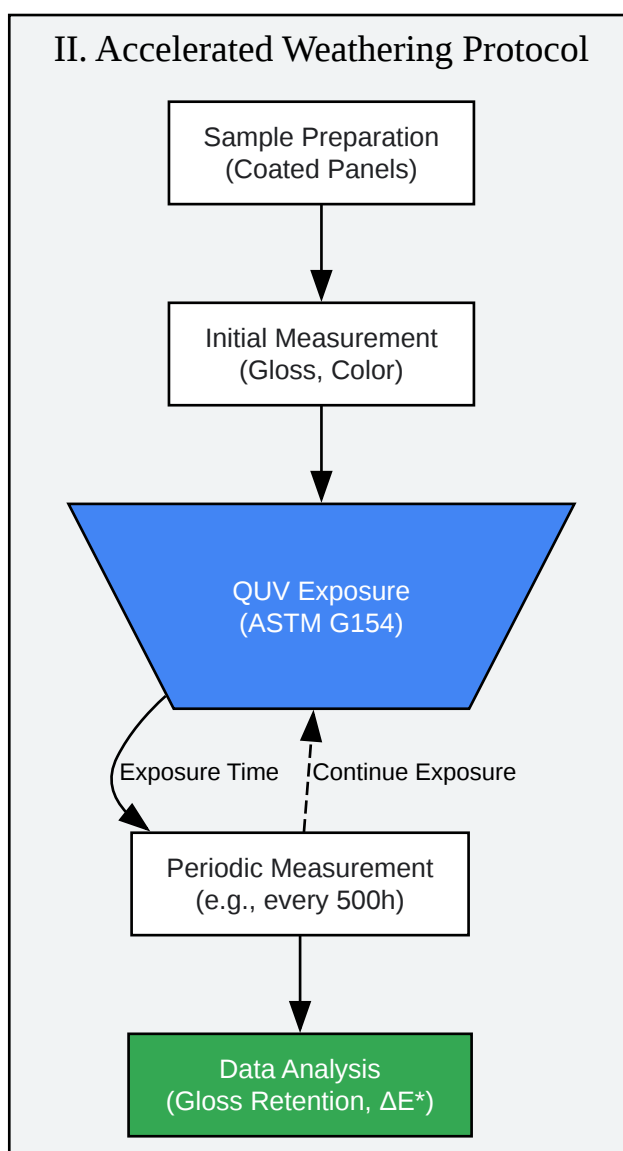 II. Accelerated Weathering Protocol
Sample Preparation
(Coated Panels)
Initial Measurement
(Gloss, Color)
QUV Exposure
(ASTM G154)
Exposure Time
Continue Exposure
Periodic Measurement
(e.g., every 500h)
Data Analysis
(Gloss Retention, ΔE*)